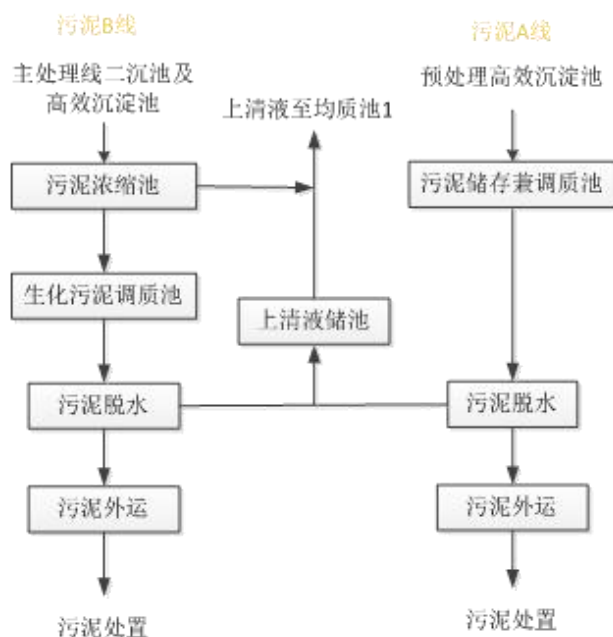 污泥B线
污泥A线
主处理线二沉池及
高效沉淀池
上清液至均质池1
预处理高效沉淀池
污泥浓缩池
污泥储存兼调质池
生化污泥调质池
上清液储池
污泥脱水
污泥脱水
污泥外运
污泥外运
污泥处置
污泥处置